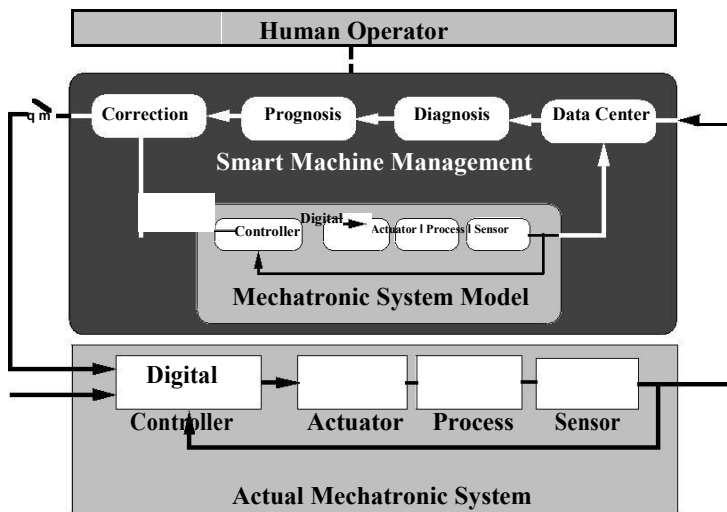 Human Operator
q m
Correction
Prognosis
Diagnosis
Data Center
Smart Machine Management
Digital
Controller
Actuator I Process I Sensor
Mechatronic System Model
Digital
Controller
Actuator
Process
Sensor
Actual Mechatronic System